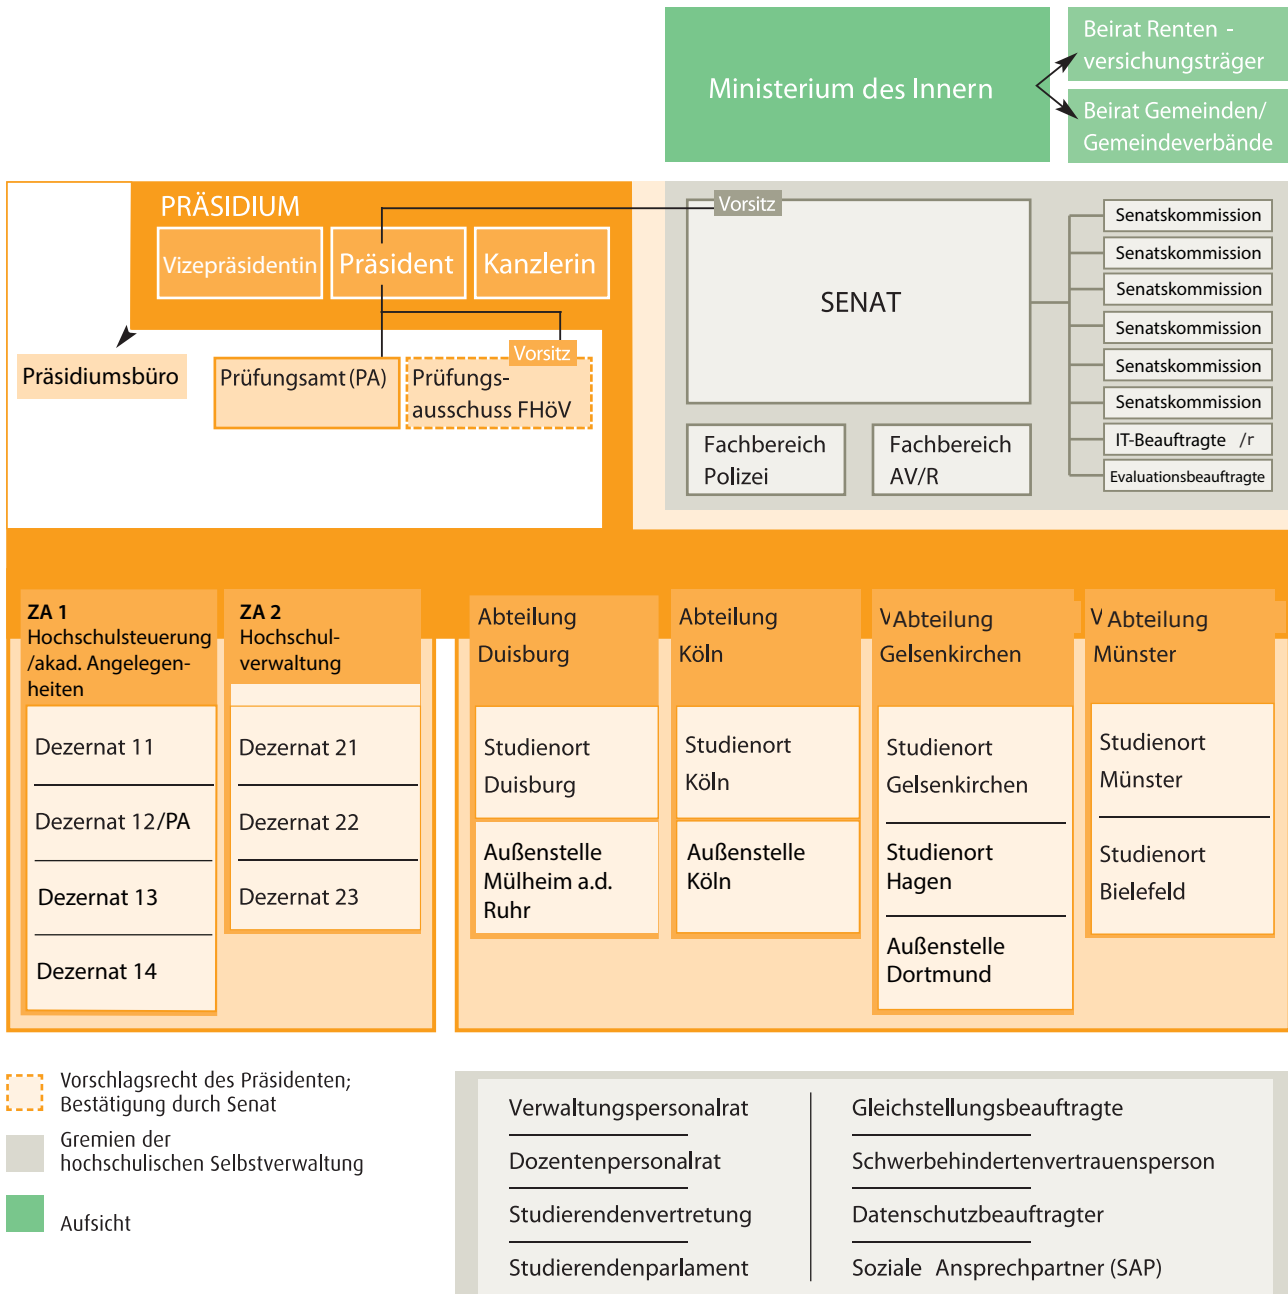 Ministerium des Innern
Beirat Renten -
versichungsträger
Beirat Gemeinden/
Gemeindeverbände
PRÄSIDIUM
Vizepräsidentin
Präsident
Kanzlerin
Präsidiumsbüro
Prüfungsamt (PA)
Vorsitz
Prüfungs-
ausschuss FHöV
Vorsitz
SENAT
Fachbereich
Polizei
Fachbereich
AV/R
Senatskommission
Senatskommission
Senatskommission
Senatskommission
Senatskommission
Senatskommission
IT-Beauftragte /r
Evaluationsbeauftragte
ZA 1
Hochschulsteuerung
/akad. Angelegen-
heiten
Dezernat 11
Dezernat 12/PA
Dezernat 13
Dezernat 14
ZA 2
Hochschul-
verwaltung
Dezernat 21
Dezernat 22
Dezernat 23
Abteilung
Duisburg
Studienort
Duisburg
Außenstelle
Mülheim a.d.
Ruhr
Abteilung
Köln
Studienort
Köln
Außenstelle
Köln
VAbteilung
Gelsenkirchen
Studienort
Gelsenkirchen
Studienort
Hagen
Außenstelle
Dortmund
V Abteilung
Münster
Studienort
Münster
Studienort
Bielefeld
Vorschlagsrecht des Präsidenten;
Bestätigung durch Senat
Gremien der
hochschulischen Selbstverwaltung
Aufsicht
Verwaltungspersonalrat
Dozentenpersonalrat
Studierendenvertretung
Studierendenparlament
Gleichstellungsbeauftragte
Schwerbehindertenvertrauensperson
Datenschutzbeauftragter
Soziale Ansprechpartner (SAP)